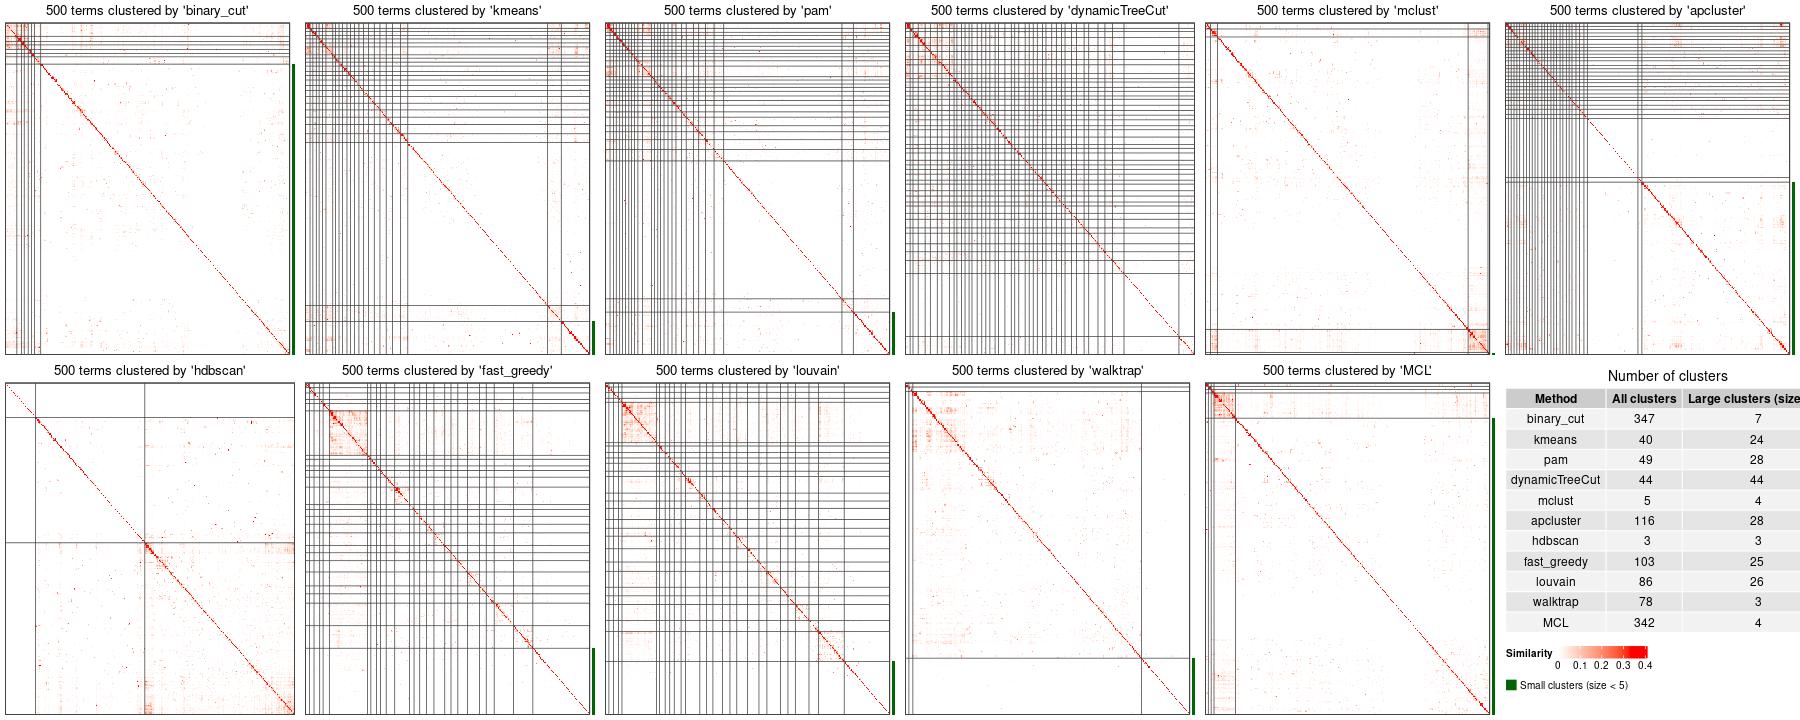 500 terms clustered by 'binary_cut'
500 terms clustered by 'kmeans'
500 terms clustered by 'pam'
500 terms clustered by 'dynamicTreeCut'
500 terms clustered by 'mclust'
500 terms clustered by 'apcluster'
500 terms clustered by 'hdbscan'
500 terms clustered by 'fast_greedy'
500 terms clustered by 'louvain'
500 terms clustered by 'walktrap'
500 terms clustered by 'MCL'
Number of clusters
Method All clusters Large clusters (size
binary_cut 347 7
kmeans 40 24
pam 49 28
dynamicTreeCut 44 44
mclust 5 4
apcluster 116 28
hdbscan 3 3
fast_greedy 103 25
louvain 86 26
walktrap 78 3
MCL 342 4
Similarity
0 0.1 0.2 0.3 0.4
Small clusters (size < 5)